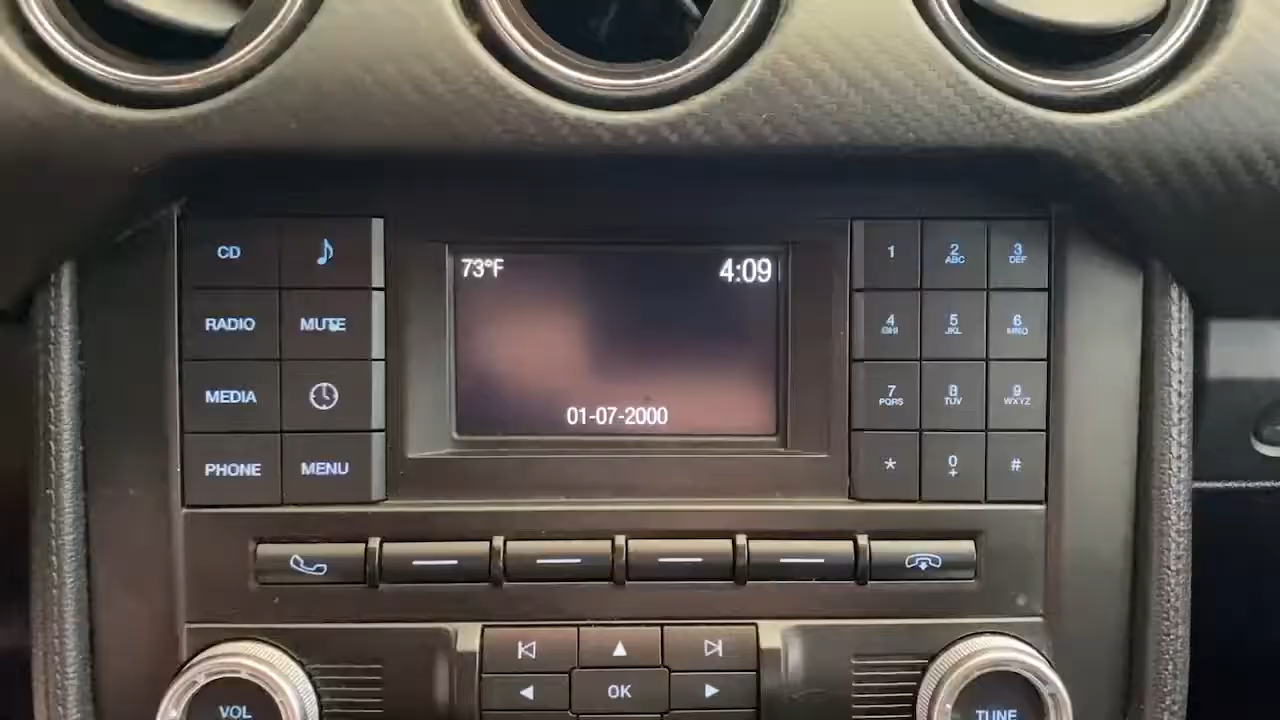 CD
RADIO MUTE
MEDIA
PHONE MENU
73°F 4:09
01-07-2000
1 2 ABC 3 DEF
4 GHI 5 JKL 6 MNO
7 PQRS 8 TUV 9 WXYZ
* 0 + #
OK
VOL
TUNE